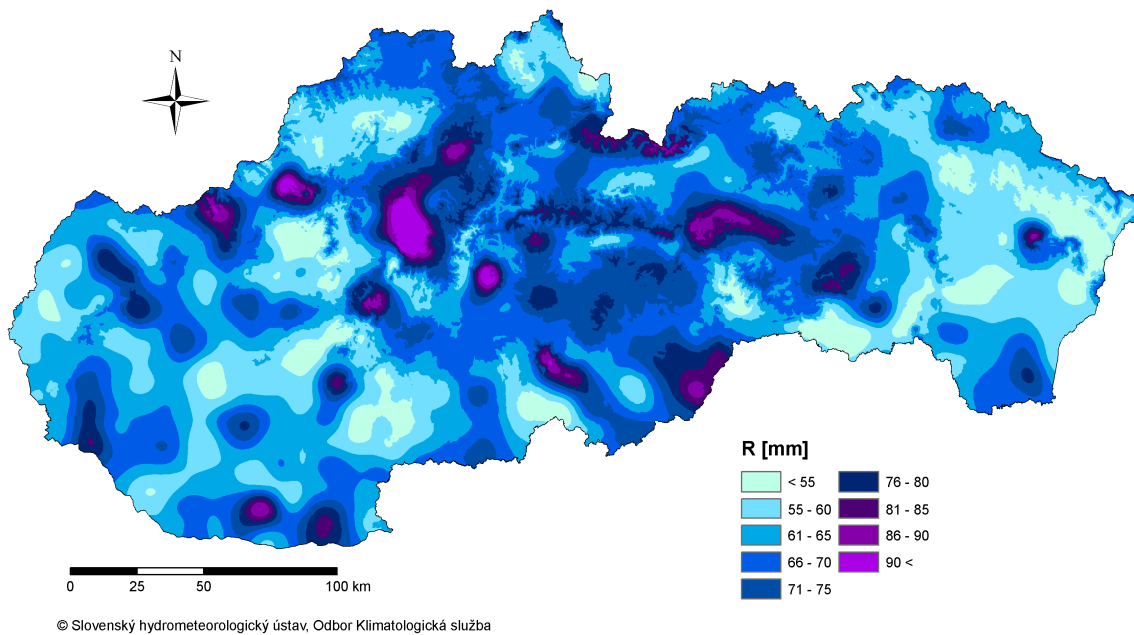 N
R [mm]
< 55
55 - 60
61 - 65
66 - 70
71 - 75
76 - 80
81 - 85
86 - 90
90 <
0 25 50 100 km
© Slovenský hydrometeorologický ústav, Odbor Klimatologická služba